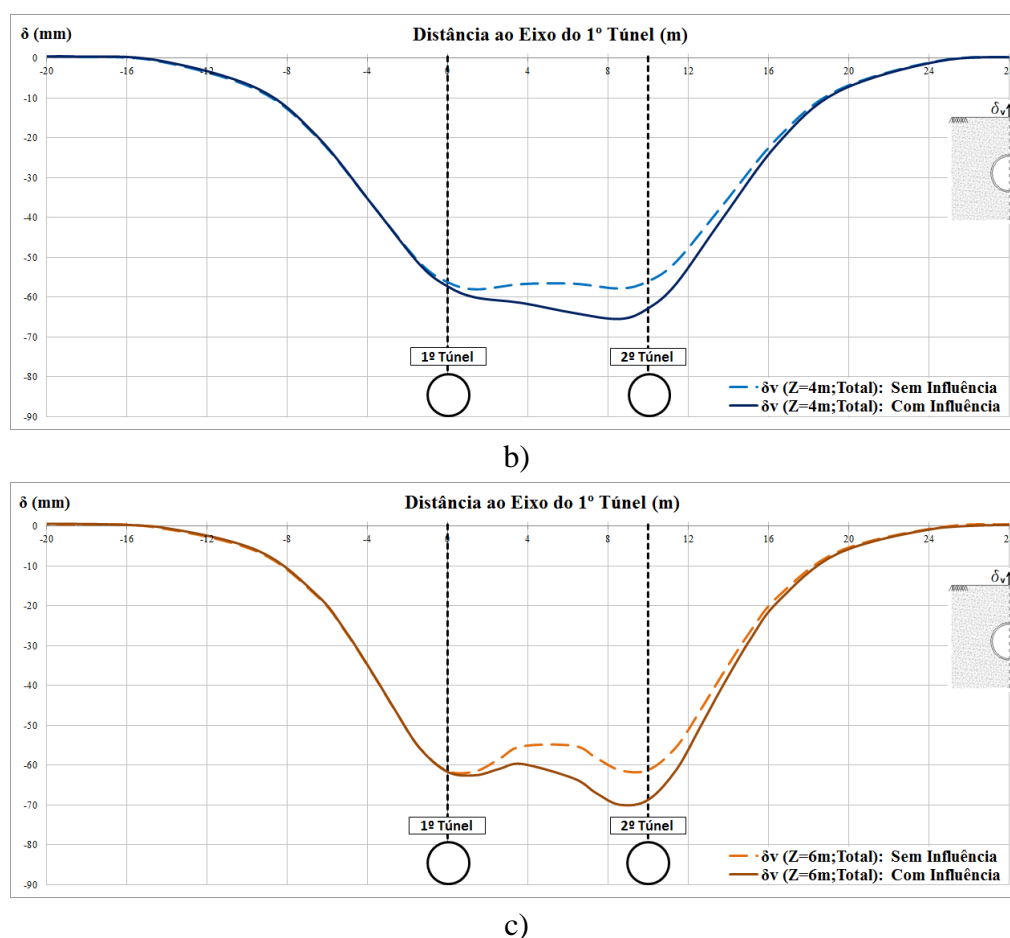 δ (mm)
Distância ao Eixo do 1º Túnel (m)
0
-10
-20
-30
-40
-50
-60
-70
-80
-90
-20 -16 -12 -8 -4 0 4 8 12 16 20 24 28
δv
1º Túnel
2º Túnel
δv (Z=4m;Total): Sem Influência
δv (Z=4m;Total): Com Influência
b)
δ (mm)
Distância ao Eixo do 1º Túnel (m)
0
-10
-20
-30
-40
-50
-60
-70
-80
-90
-20 -16 -12 -8 -4 0 4 8 12 16 20 24 28
δv
1º Túnel
2º Túnel
δv (Z=6m;Total): Sem Influência
δv (Z=6m;Total): Com Influência
c)